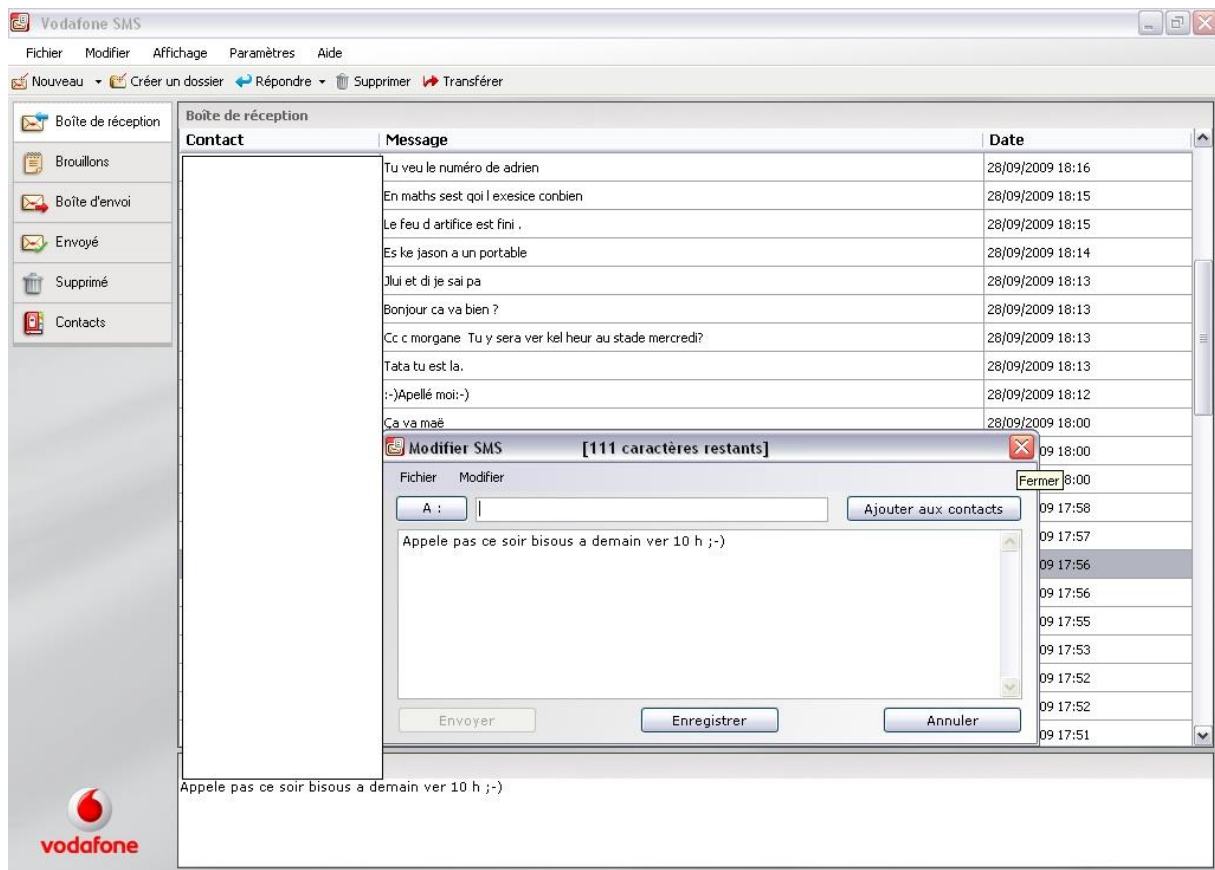 Vodafone SMS
Fichier Modifier Affichage Paramètres Aide
Nouveau Créer un dossier Répondre Supprimer Transférer
Boîte de réception
Brouillons
Boîte d'envoi
Envoyé
Supprimé
Contacts
Boîte de réception
Contact Message Date
Tu veu le numéro de adrien 28/09/2009 18:16
En maths sest qoi l exesice conbien 28/09/2009 18:15
Le feu d artifice est fini . 28/09/2009 18:15
Es ke jason a un portable 28/09/2009 18:14
Jlui et di je sai pa 28/09/2009 18:13
Bonjour ca va bien ? 28/09/2009 18:13
Cc c morgane Tu y sera ver kel heur au stade mercredi? 28/09/2009 18:13
Tata tu est la. 28/09/2009 18:13
:-)Apellé moi:-) 28/09/2009 18:12
Ça va maë 28/09/2009 18:00
09 18:00
8:00
09 17:58
09 17:57
09 17:56
09 17:56
09 17:55
09 17:53
09 17:52
09 17:52
09 17:51
Modifier SMS [111 caractères restants]
Fermer
Fichier Modifier
A : Ajouter aux contacts
Appele pas ce soir bisous a demain ver 10 h ;-)
Envoyer Enregistrer Annuler
Appele pas ce soir bisous a demain ver 10 h ;-)
vodafone